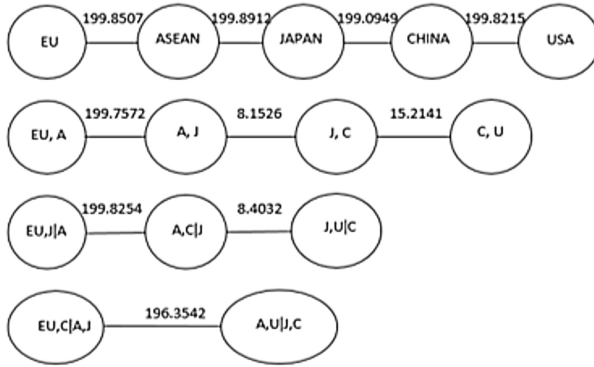 199.8507 199.8912 199.0949 199.8215
EU ASEAN JAPAN CHINA USA
199.7572 8.1526 15.2141
EU, A A, J J, C C, U
199.8254 8.4032
EU,J|A A,C|J J,U|C
196.3542
EU,C|A,J A,U|J,C